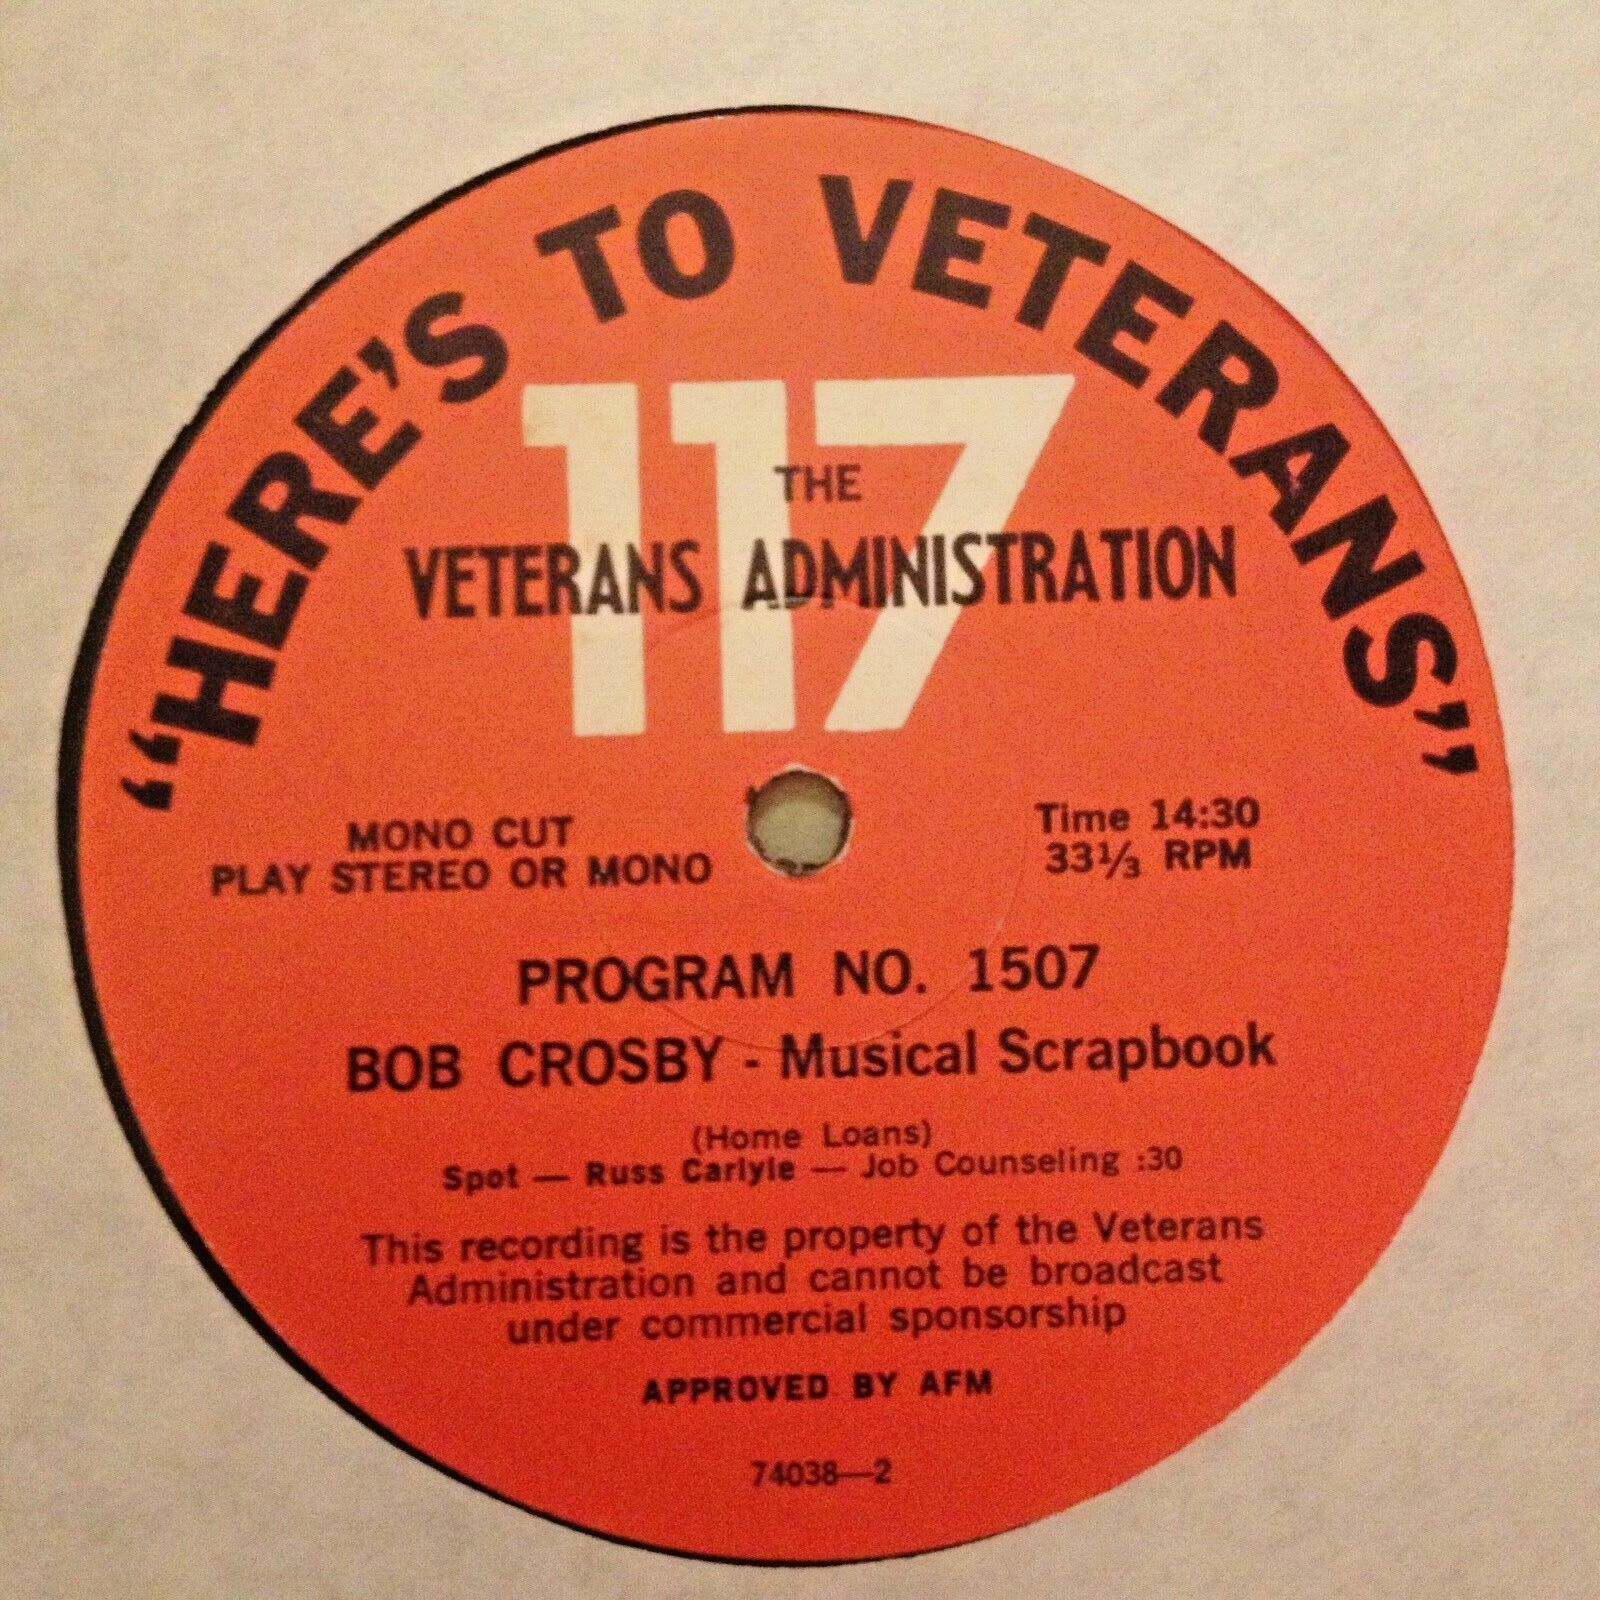 "HERE'S TO VETERANS"
117
THE
VETERANS ADMINISTRATION
MONO CUT
PLAY STEREO OR MONO
Time 14:30
33⅓ RPM
PROGRAM NO. 1507
BOB CROSBY - Musical Scrapbook
(Home Loans)
Spot — Russ Carlyle — Job Counseling :30
This recording is the property of the Veterans
Administration and cannot be broadcast
under commercial sponsorship
APPROVED BY AFM
74038—2